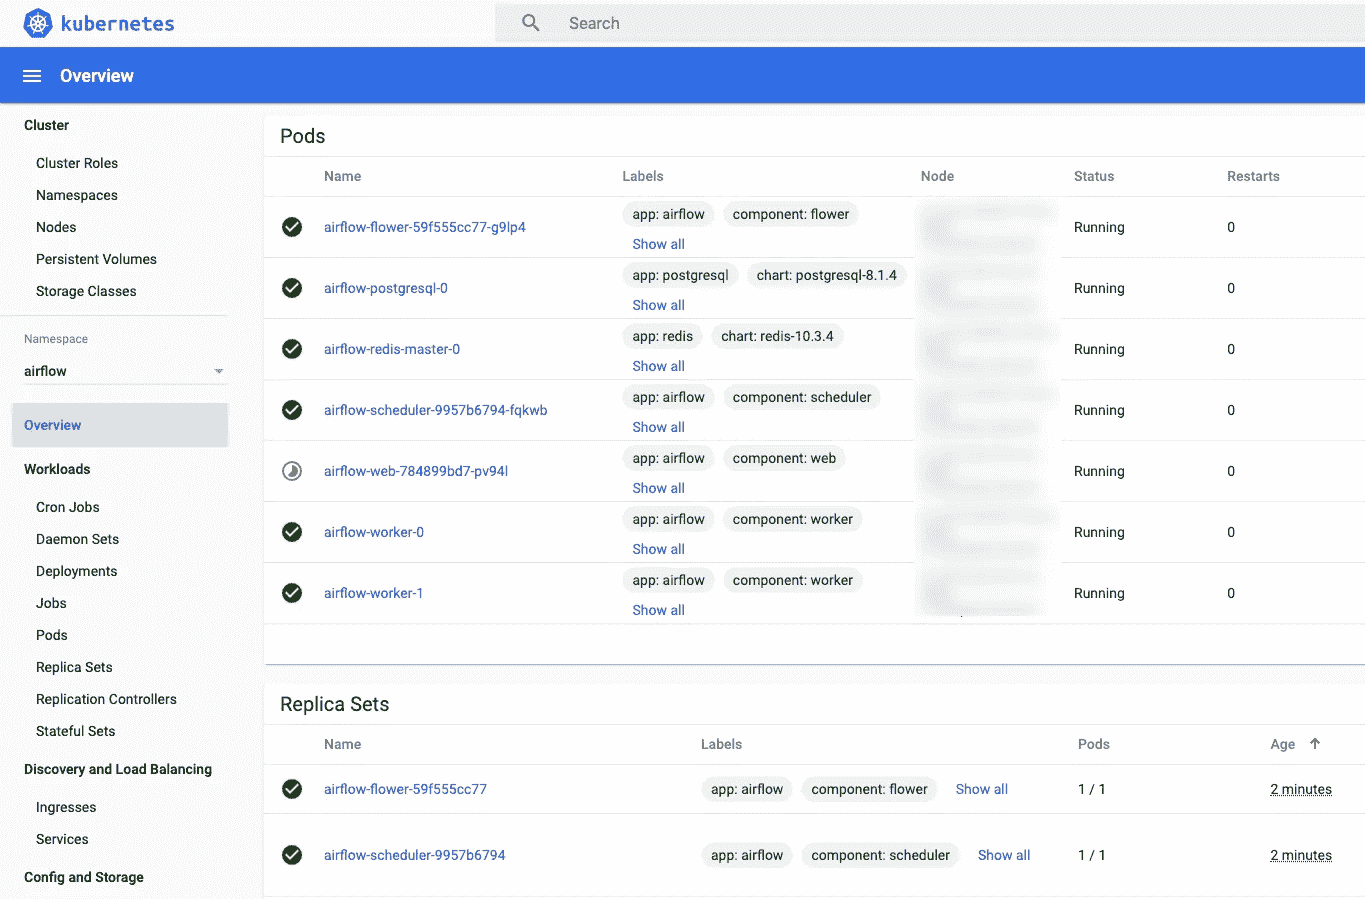 kubernetes
Search
Overview
Cluster
Cluster Roles
Namespaces
Nodes
Persistent Volumes
Storage Classes
Namespace
airflow
Overview
Workloads
Cron Jobs
Daemon Sets
Deployments
Jobs
Pods
Replica Sets
Replication Controllers
Stateful Sets
Discovery and Load Balancing
Ingresses
Services
Config and Storage
Pods
Name Labels Node Status Restarts
airflow-flower-59f555cc77-g9lp4 app: airflow component: flower Running 0
Show all
airflow-postgresql-0 app: postgresql chart: postgresql-8.1.4 Running 0
Show all
airflow-redis-master-0 app: redis chart: redis-10.3.4 Running 0
Show all
airflow-scheduler-9957b6794-fqkwb app: airflow component: scheduler Running 0
Show all
airflow-web-784899bd7-pv94l app: airflow component: web Running 0
Show all
airflow-worker-0 app: airflow component: worker Running 0
Show all
airflow-worker-1 app: airflow component: worker Running 0
Show all
Replica Sets
Name Labels Pods Age
airflow-flower-59f555cc77 app: airflow component: flower Show all 1 / 1 2 minutes
airflow-scheduler-9957b6794 app: airflow component: scheduler Show all 1 / 1 2 minutes